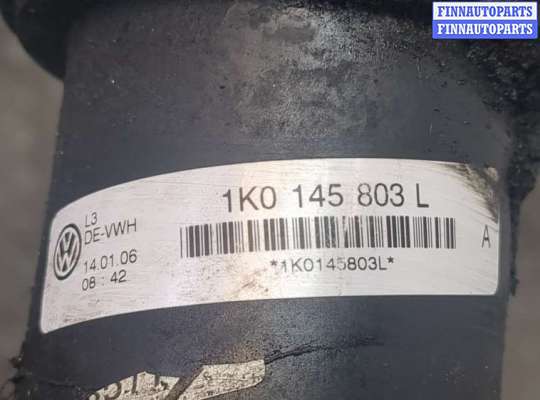 FINNAUTOPARTS
FINNAUTOPARTS
1K0 145 803 L
L3
DE-VWH
14.01.06
08 : 42
*1K0145803L*
A